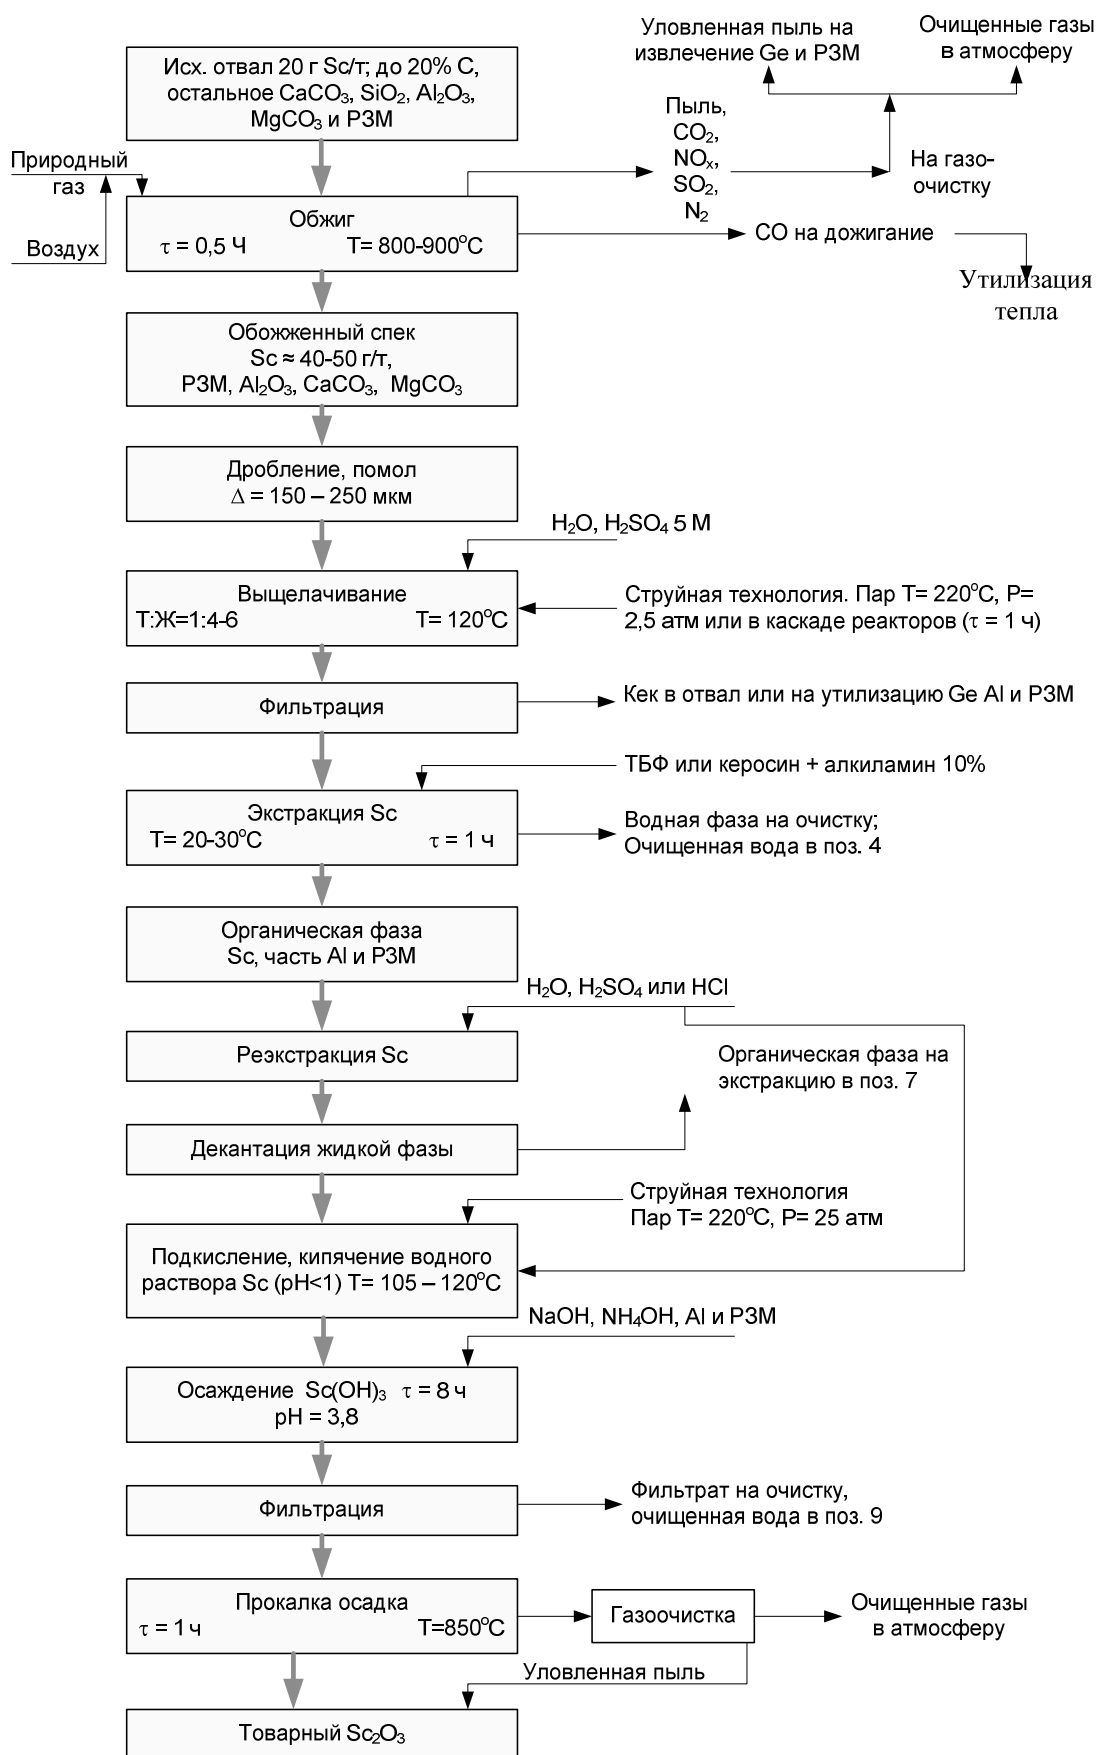 Уловленная пыль на
извлечение Ge и РЗМ
Очищенные газы
в атмосферу
Исх. отвал 20 г Sc/т; до 20% С,
остальное CaCO₃, SiO₂, Al₂O₃,
MgCO₃ и РЗМ
Пыль,
CO₂,
NOₓ,
SO₂,
N₂
На газо-
очистку
Природный
газ
Воздух
Обжиг
τ = 0,5 Ч T= 800-900°C
СО на дожигание
Утилизация
тепла
Обожженный спек
Sc ≈ 40-50 г/т,
РЗМ, Al₂O₃, CaCO₃, MgCO₃
Дробление, помол
Δ = 150 – 250 мкм
H₂O, H₂SO₄ 5 М
Выщелачивание
Т:Ж=1:4-6 T= 120°C
Струйная технология. Пар T= 220°C, P=
2,5 атм или в каскаде реакторов (τ = 1 ч)
Фильтрация
Кек в отвал или на утилизацию Ge Al и РЗМ
ТБФ или керосин + алкиламин 10%
Экстракция Sc
T= 20-30°C τ = 1 ч
Водная фаза на очистку;
Очищенная вода в поз. 4
Органическая фаза
Sc, часть Al и РЗМ
H₂O, H₂SO₄ или HCl
Реэкстракция Sc
Органическая фаза на
экстракцию в поз. 7
Декантация жидкой фазы
Струйная технология
Пар T= 220°C, P= 25 атм
Подкисление, кипячение водного
раствора Sc (pH<1) T= 105 – 120°C
NaOH, NH₄OH, Al и РЗМ
Осаждение Sc(OH)₃ τ = 8 ч
pH = 3,8
Фильтрация
Фильтрат на очистку,
очищенная вода в поз. 9
Прокалка осадка
τ = 1 ч T=850°C
Газоочистка
Очищенные газы
в атмосферу
Уловленная пыль
Товарный Sc₂O₃